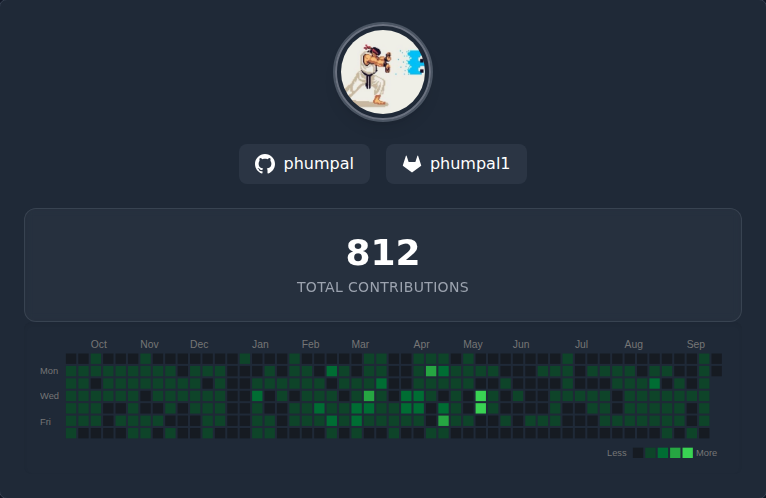 phumpal phumpal1
812
TOTAL CONTRIBUTIONS
Oct Nov Dec Jan Feb Mar Apr May Jun Jul Aug Sep
Mon
Wed
Fri
Less More